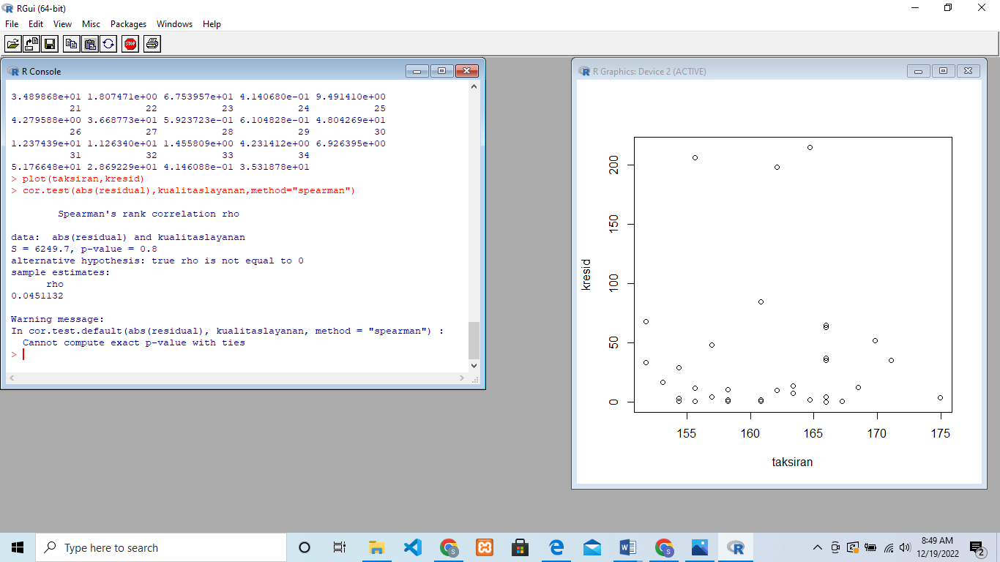 RGui (64-bit)
File Edit View Misc Packages Windows Help
STOP
R Console
3.489868e+01 1.807471e+00 6.753957e+01 4.140680e-01 9.491410e+00
21 22 23 24 25
4.279588e+00 3.668773e+01 5.923723e-01 6.104828e-01 4.804269e+01
26 27 28 29 30
1.237439e+01 1.126340e+01 1.455809e+00 4.231412e+00 6.926395e+00
31 32 33 34
5.176648e+01 2.869229e+01 4.146088e-01 3.531878e+01
> plot(taksiran,kresid)
> cor.test(abs(residual),kualitaslayanan,method="spearman")
Spearman's rank correlation rho
data: abs(residual) and kualitaslayanan
S = 6249.7, p-value = 0.8
alternative hypothesis: true rho is not equal to 0
sample estimates:
rho
0.0451132
Warning message:
In cor.test.default(abs(residual), kualitaslayanan, method = "spearman") :
Cannot compute exact p-value with ties
>
R Graphics: Device 2 (ACTIVE)
200
150
100
50
0
kresid
155 160 165 170 175
taksiran
Type here to search
8:49 AM
12/19/2022
2